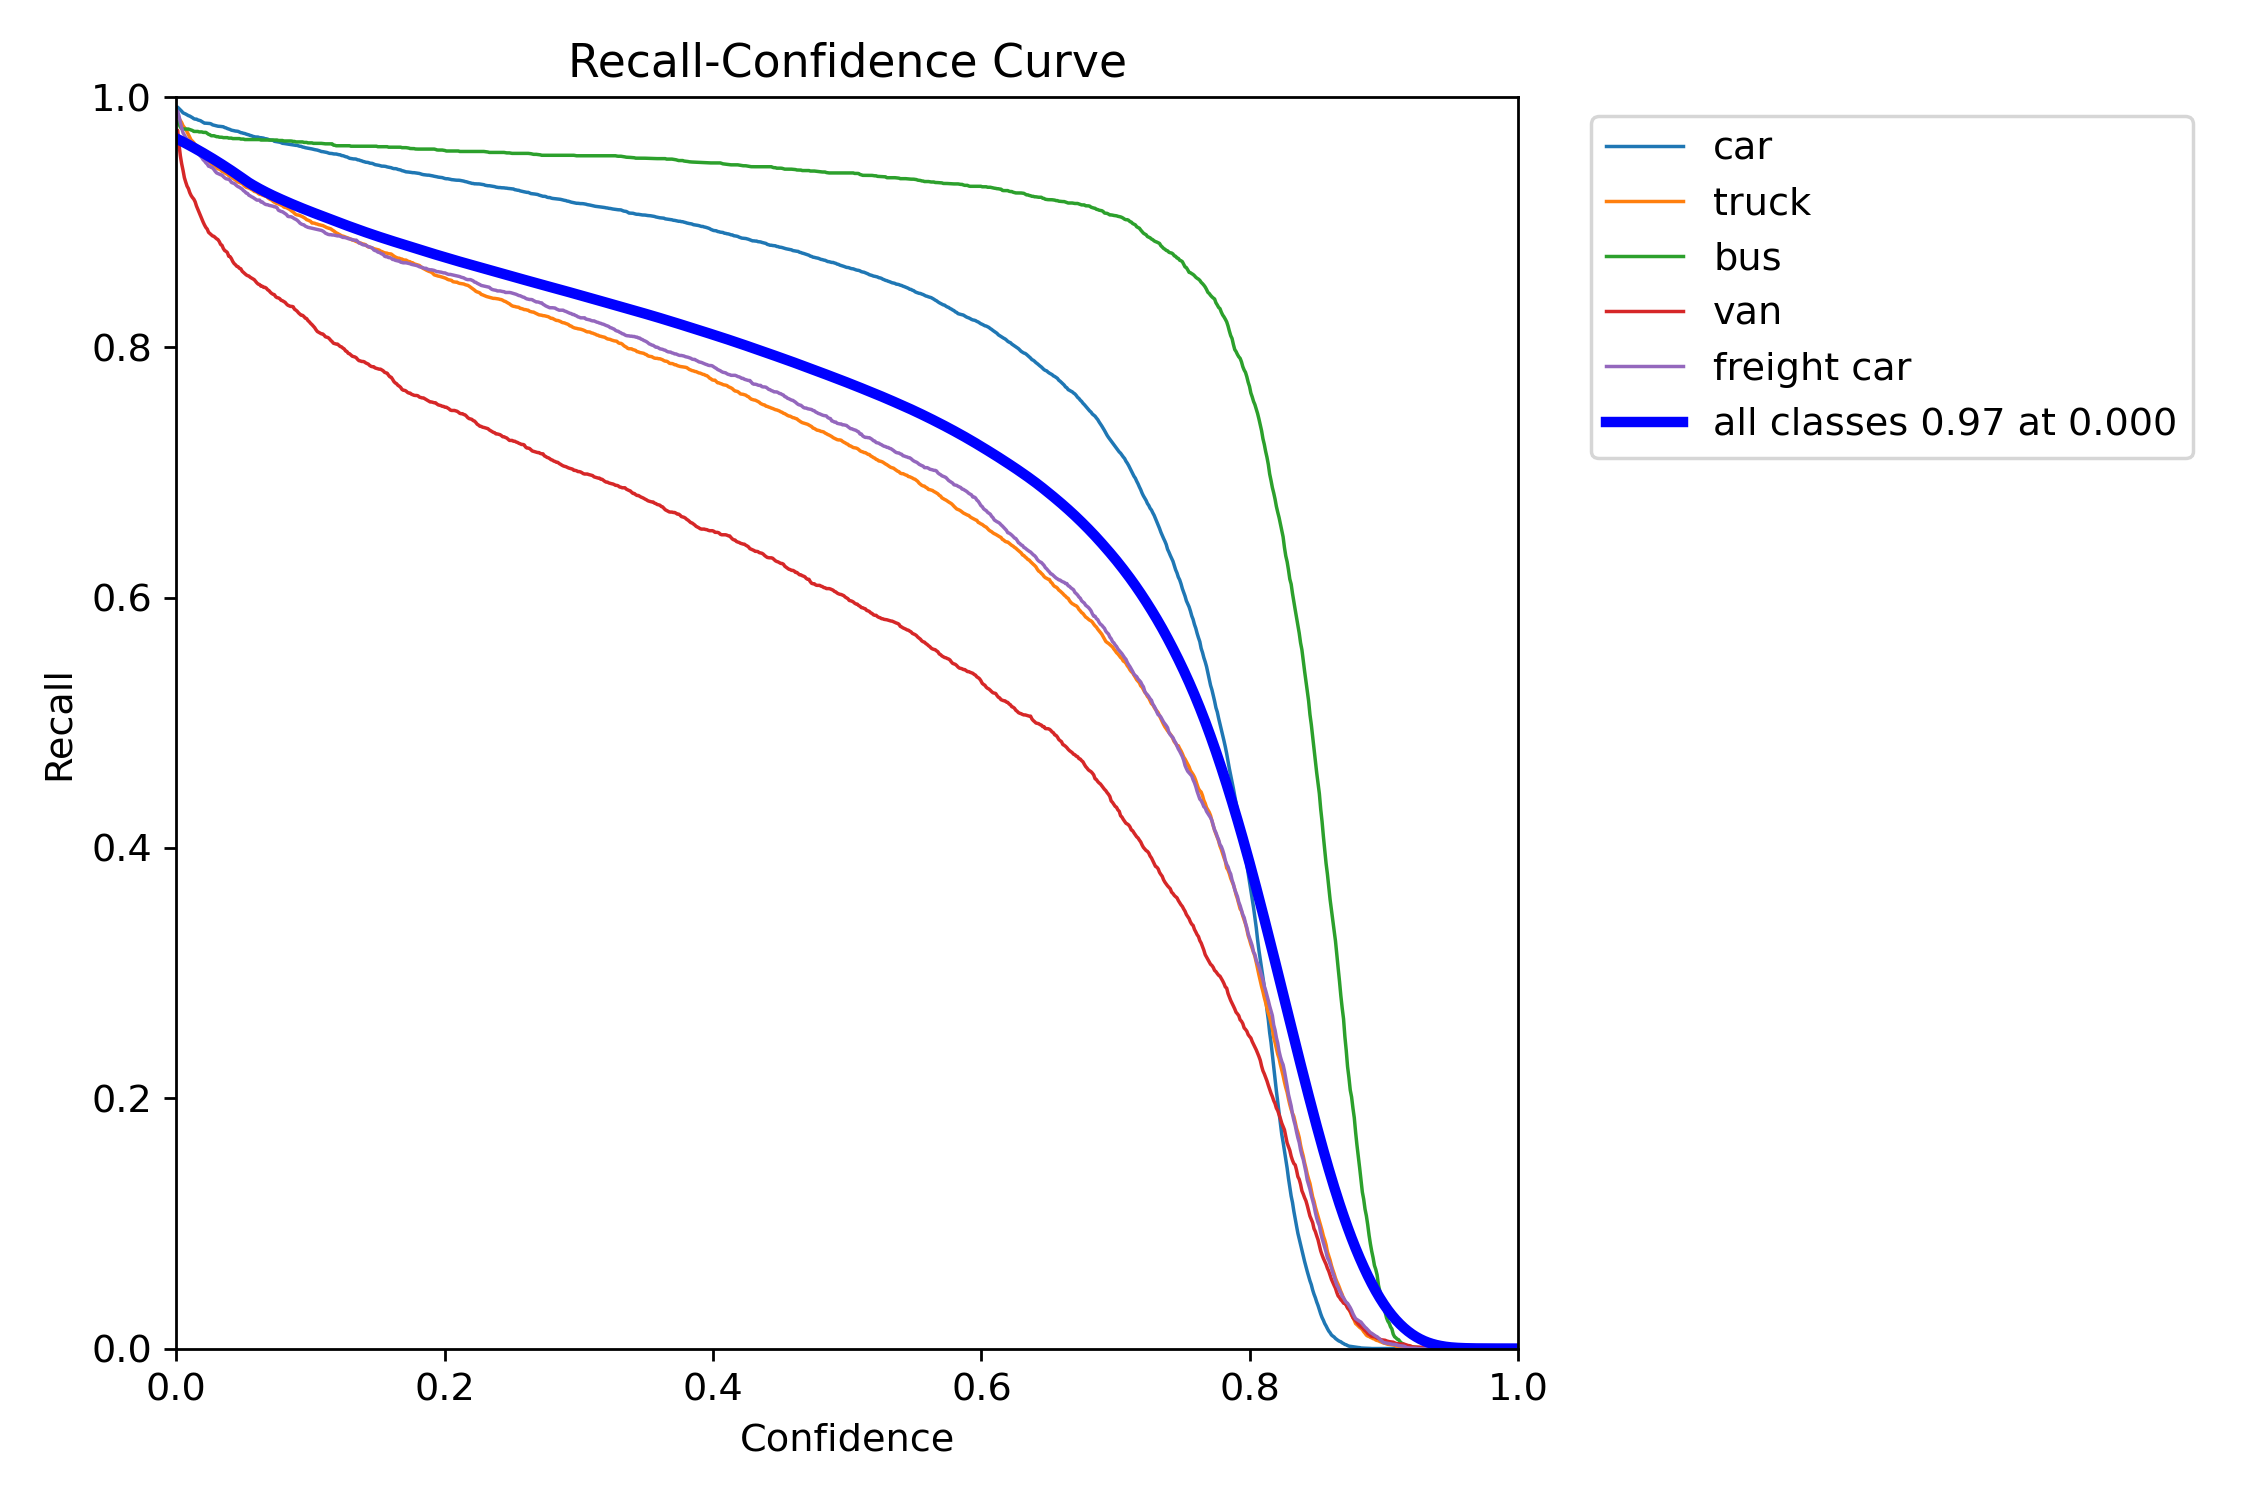 Recall-Confidence Curve
1.0
0.8
0.6
0.4
0.2
0.0
Recall
0.0 0.2 0.4 0.6 0.8 1.0
Confidence
car
truck
bus
van
freight car
all classes 0.97 at 0.000